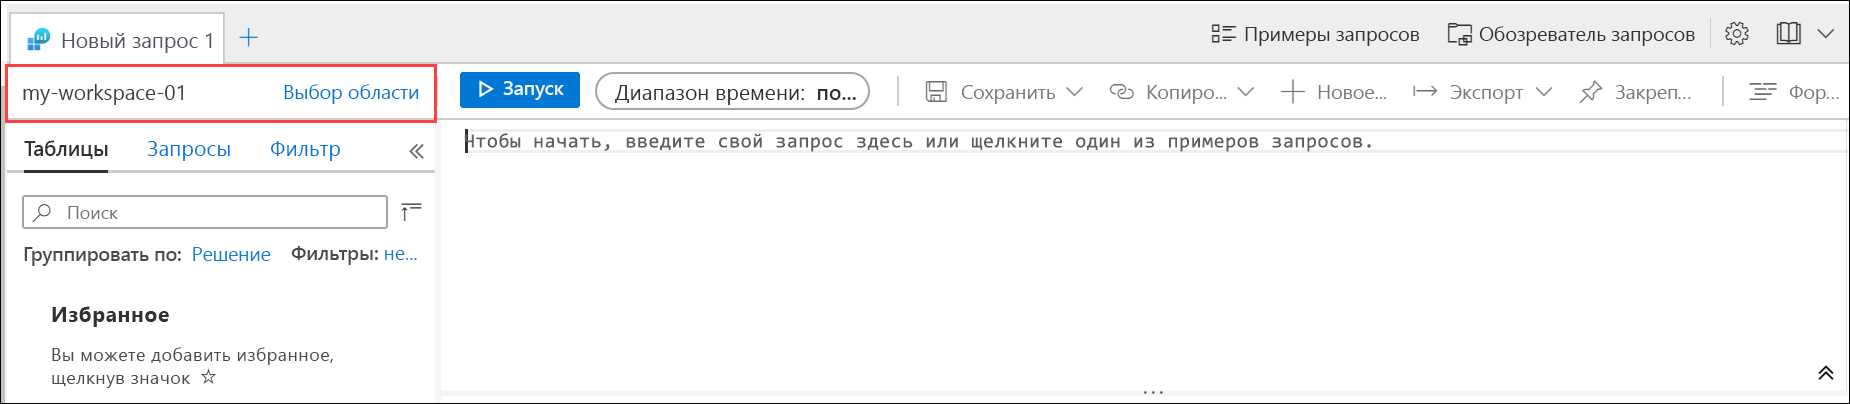 Новый запрос 1
Примеры запросов
Обозреватель запросов
my-workspace-01
Выбор области
Запуск
Диапазон времени: по...
Сохранить
Копиро...
Новое...
Экспорт
Закреп...
Фор...
Таблицы
Запросы
Фильтр
Чтобы начать, введите свой запрос здесь или щелкните один из примеров запросов.
Поиск
Группировать по: Решение
Фильтры: не...
Избранное
Вы можете добавить избранное,
щелкнув значок